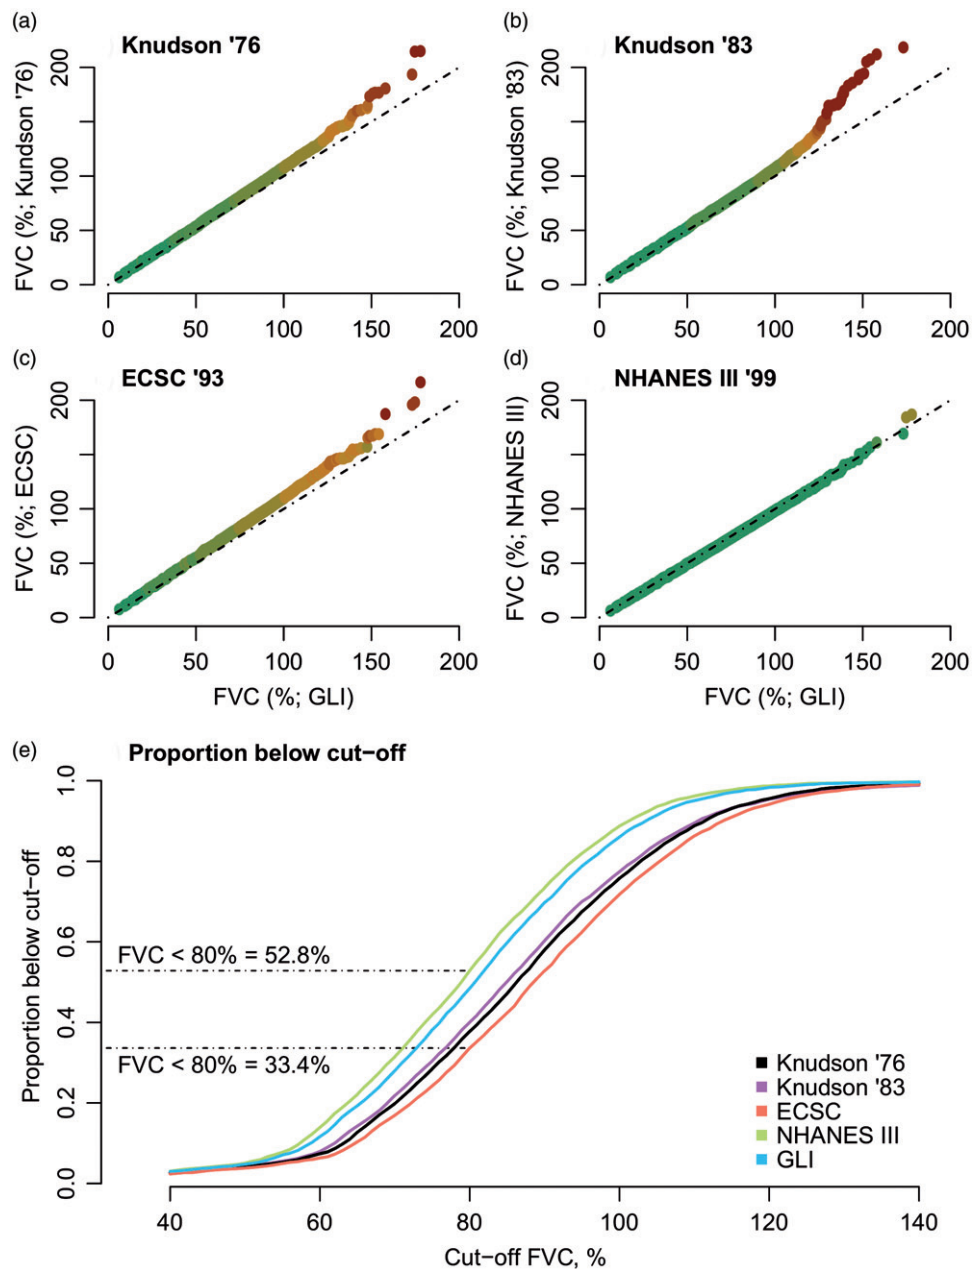 (a)
Knudson '76
FVC (%; Kundson '76)
200
100
50
0
0 50 100 150 200
(b)
Knudson '83
FVC (%; Knudson '83)
200
100
50
0
0 50 100 150 200
(c)
ECSC '93
FVC (%; ECSC)
200
100
50
0
0 50 100 150 200
FVC (%; GLI)
(d)
NHANES III '99
FVC (%; NHANES III)
200
100
50
0
0 50 100 150 200
FVC (%; GLI)
(e)
Proportion below cut−off
Proportion below cut−off
1.0
0.8
0.6
0.4
0.2
0.0
FVC < 80% = 52.8%
FVC < 80% = 33.4%
Knudson '76
Knudson '83
ECSC
NHANES III
GLI
40 60 80 100 120 140
Cut−off FVC, %